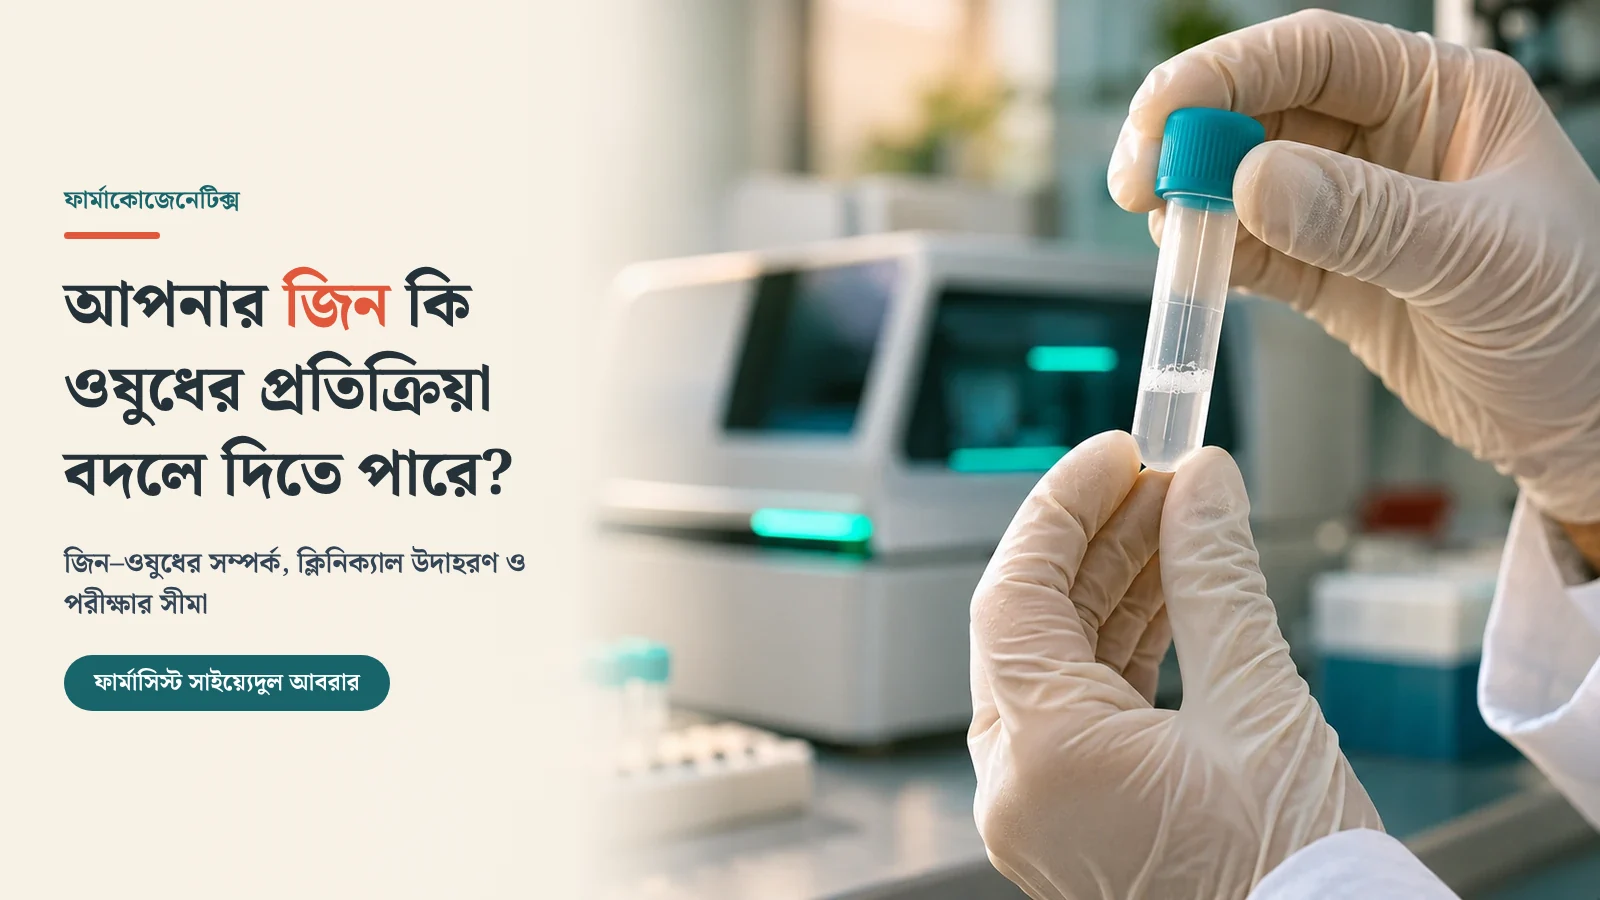 ফার্মাকোজেনেটিক্স
আপনার জিন কি
ওষুধের প্রতিক্রিয়া
বদলে দিতে পারে?
জিন–ওষুধের সম্পর্ক, ক্লিনিক্যাল উদাহরণ ও
পরীক্ষার সীমা
ফার্মাসিস্ট সাইয়্যেদুল আবরার